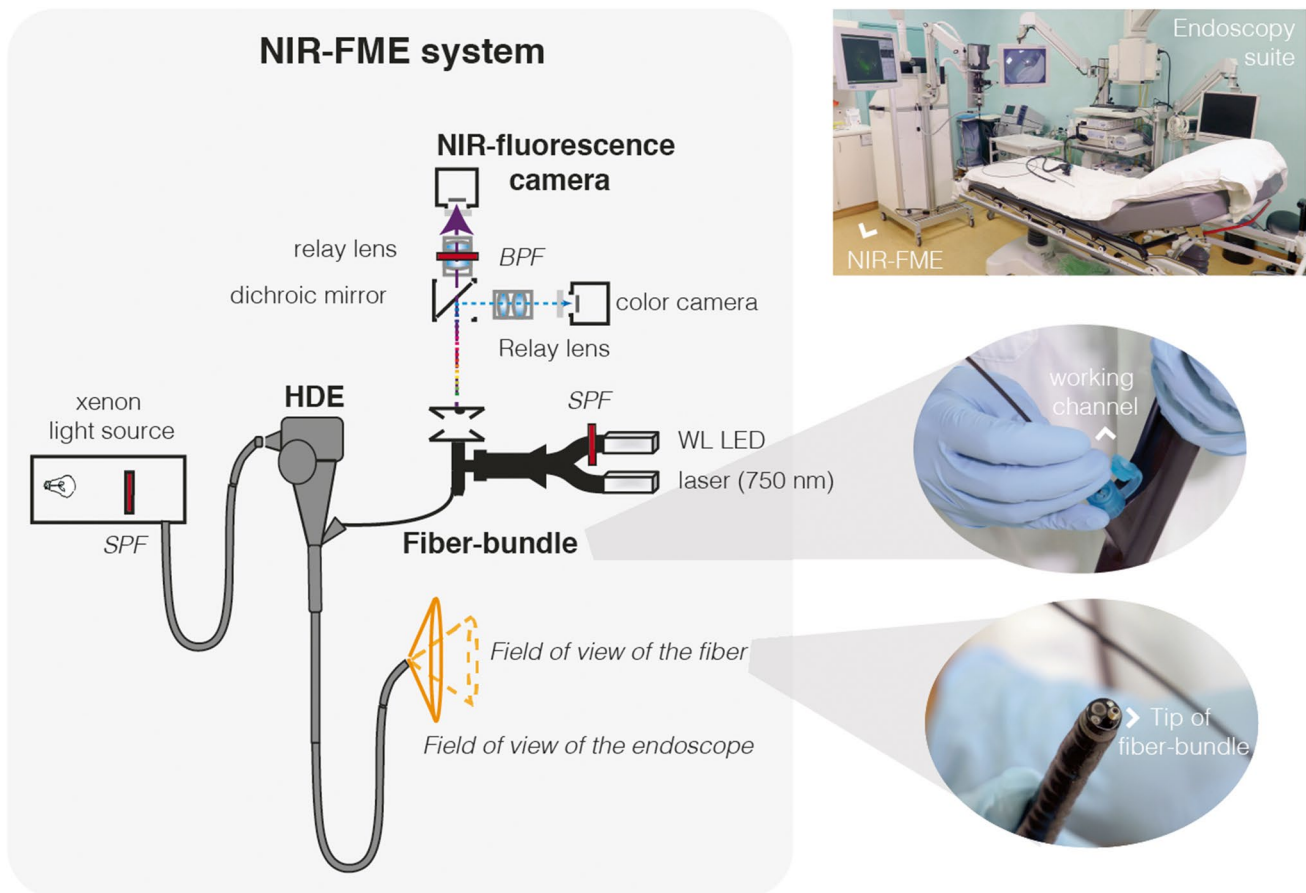 NIR-FME system
NIR-fluorescence
camera
relay lens
BPF
dichroic mirror
color camera
Relay lens
HDE
xenon
light source
SPF
SPF
WL LED
laser (750 nm)
Fiber-bundle
Field of view of the fiber
Field of view of the endoscope
Endoscopy
suite
NIR-FME
working
channel
Tip of
fiber-bundle